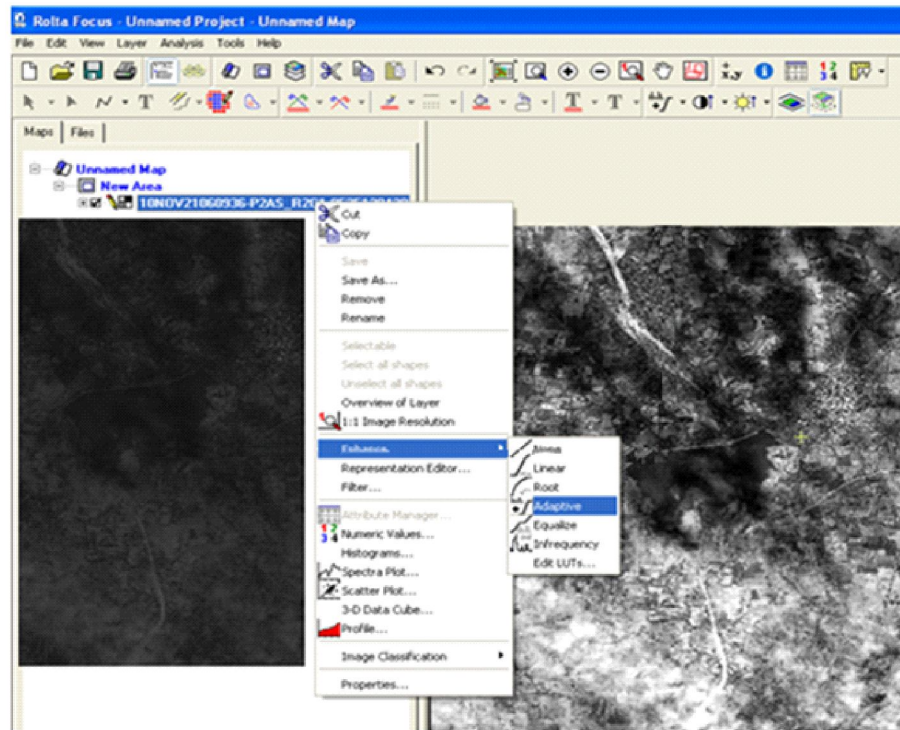 Rolta Focus - Unnamed Project - Unnamed Map
File Edit View Layer Analysis Tools Help
Maps Files
Unnamed Map
New Area
Cut
Copy
Save
Save As...
Remove
Rename
Selectable
Select all shapes
Unselect all shapes
Overview of Layer
1:1 Image Resolution
Enhance
Representation Editor...
Filter...
Attribute Manager...
Numeric Values...
Histograms...
Spectra Plot...
Scatter Plot...
3-D Data Cube...
Profile...
Image Classification
Properties...
Linear
Root
Adaptive
Equalize
Infrequency
Edit LUTs...